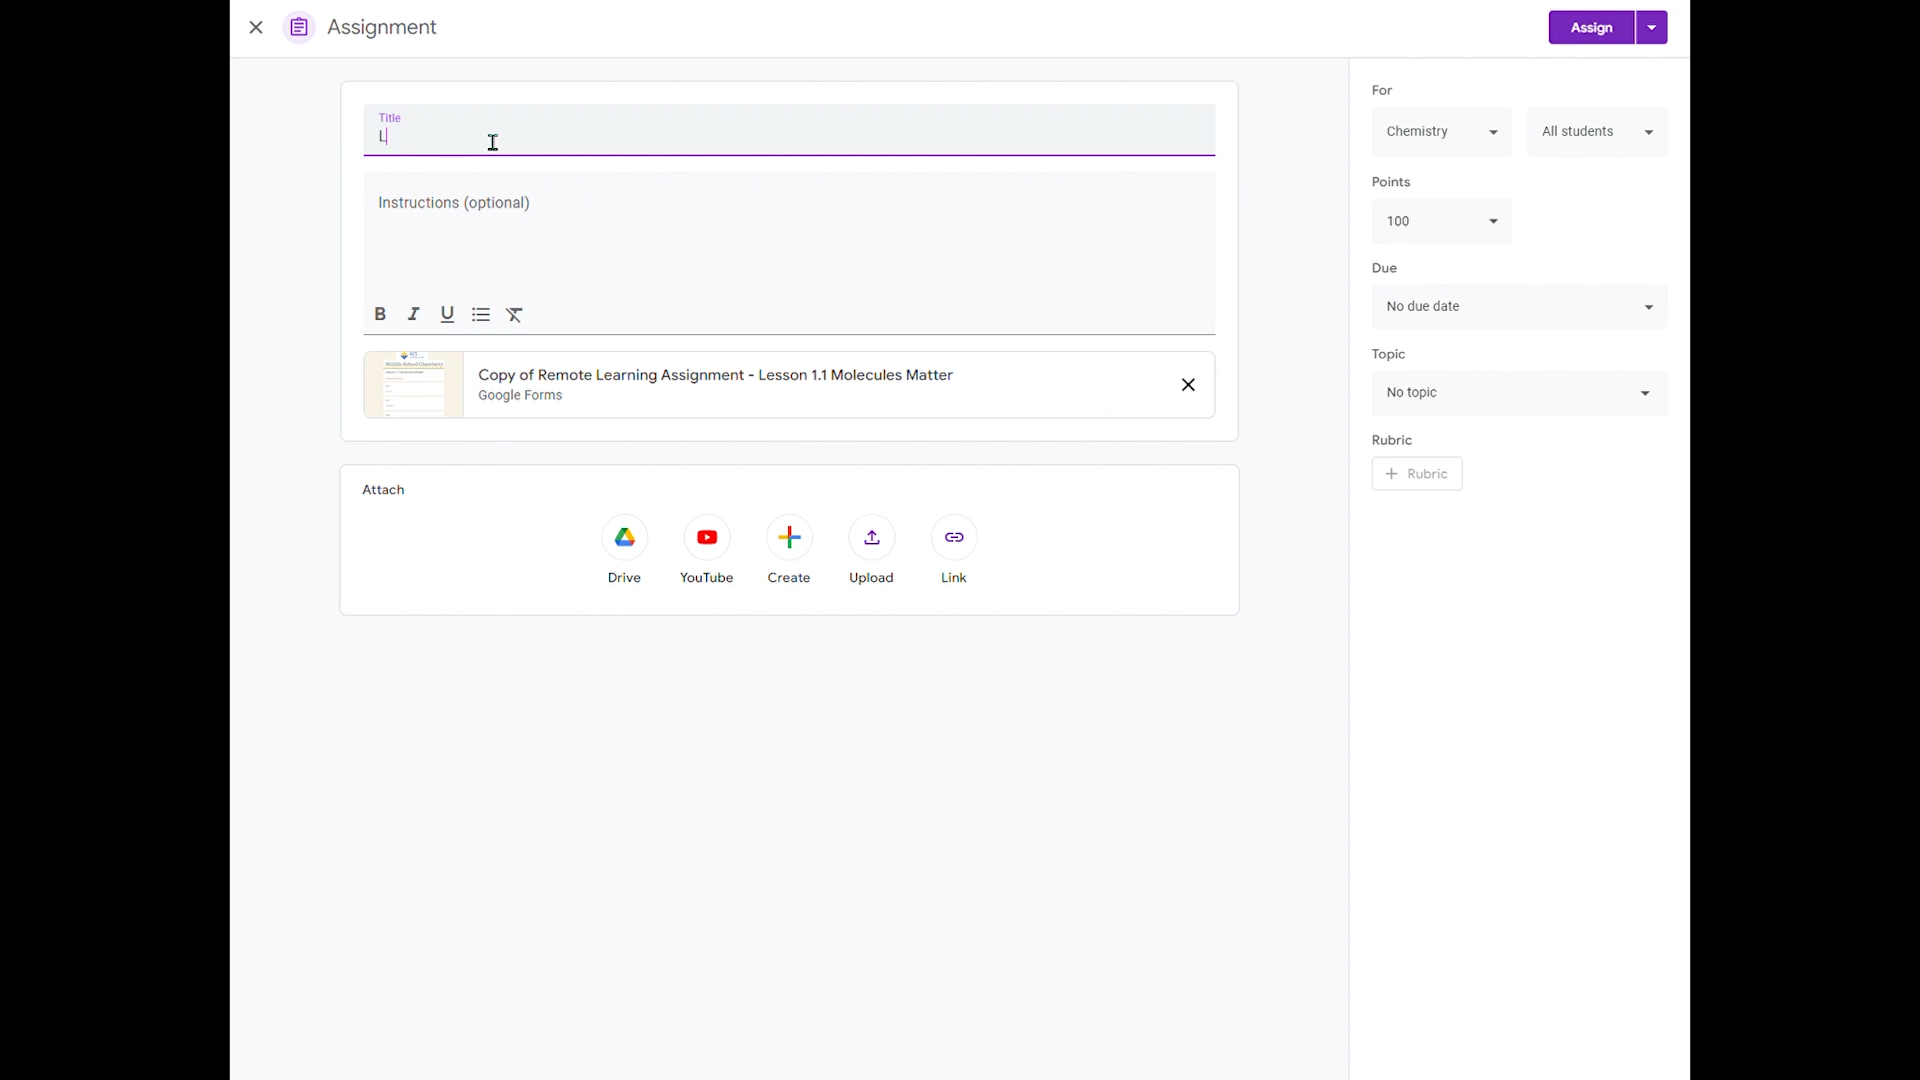 Assignment
Assign
Title
L
Instructions (optional)
B I U
Copy of Remote Learning Assignment - Lesson 1.1 Molecules Matter
Google Forms
Attach
Drive
YouTube
Create
Upload
Link
For
Chemistry
All students
Points
100
Due
No due date
Topic
No topic
Rubric
+ Rubric